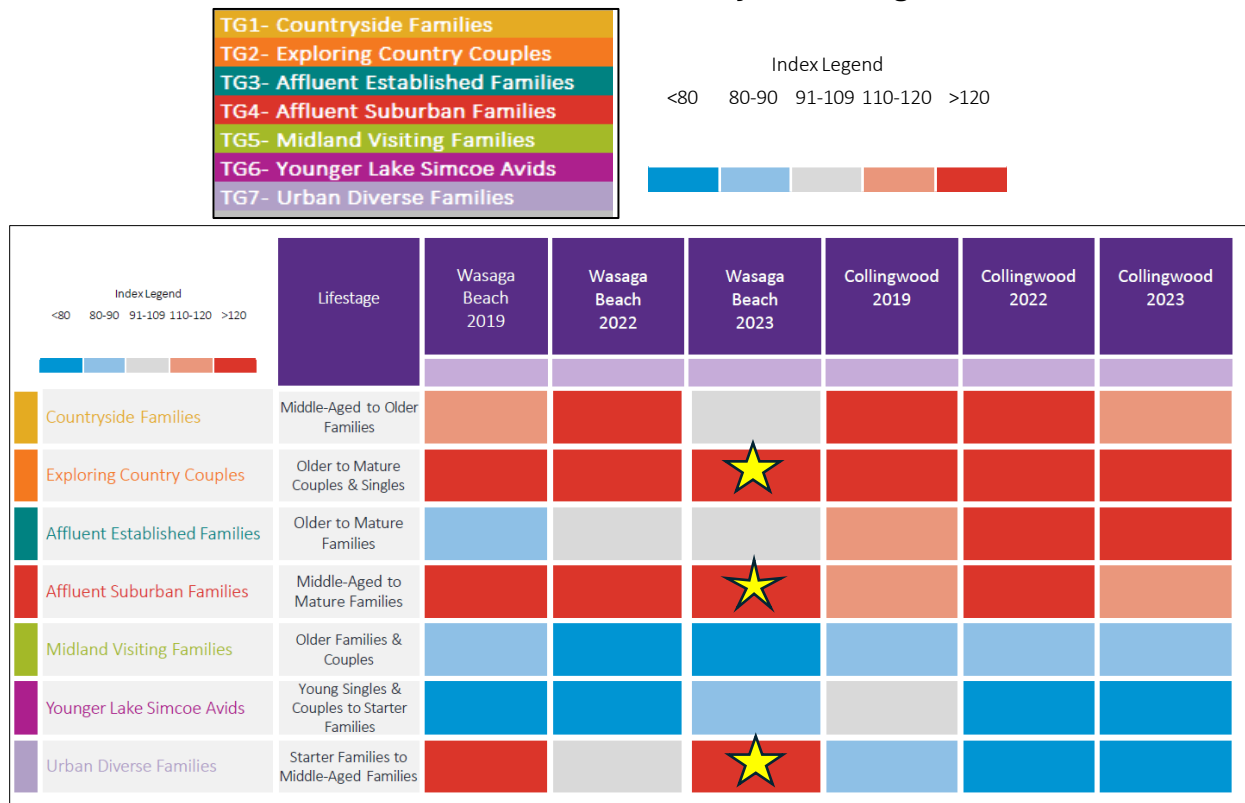 TG1- Countryside Families
TG2- Exploring Country Couples
TG3- Affluent Established Families
TG4- Affluent Suburban Families
TG5- Midland Visiting Families
TG6- Younger Lake Simcoe Avids
TG7- Urban Diverse Families
Index Legend
<80 80-90 91-109 110-120 >120
Index Legend
<80 80-90 91-109 110-120 >120
Lifestage
Wasaga
Beach
2019
Wasaga
Beach
2022
Wasaga
Beach
2023
Collingwood
2019
Collingwood
2022
Collingwood
2023
Countryside Families
Middle-Aged to Older
Families
Exploring Country Couples
Older to Mature
Couples & Singles
Affluent Established Families
Older to Mature
Families
Affluent Suburban Families
Middle-Aged to
Mature Families
Midland Visiting Families
Older Families &
Couples
Younger Lake Simcoe Avids
Young Singles &
Couples to Starter
Families
Urban Diverse Families
Starter Families to
Middle-Aged Families